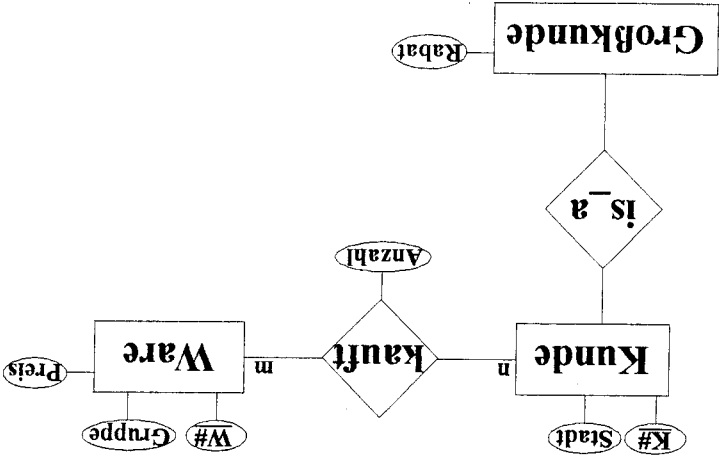 K#
Stadt
W#
Gruppe
Kunde
n
kauft
m
Ware
Preis
Anzahl
is_a
Großkunde
Rabat